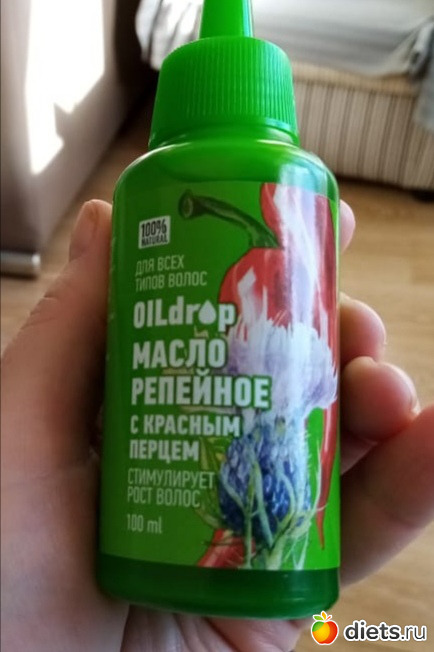 100%
NATURAL
ДЛЯ ВСЕХ
ТИПОВ ВОЛОС
OILdrop
МАСЛО
РЕПЕЙНОЕ
С КРАСНЫМ
ПЕРЦЕМ
СТИМУЛИРУЕТ
РОСТ ВОЛОС
100 ml
diets.ru